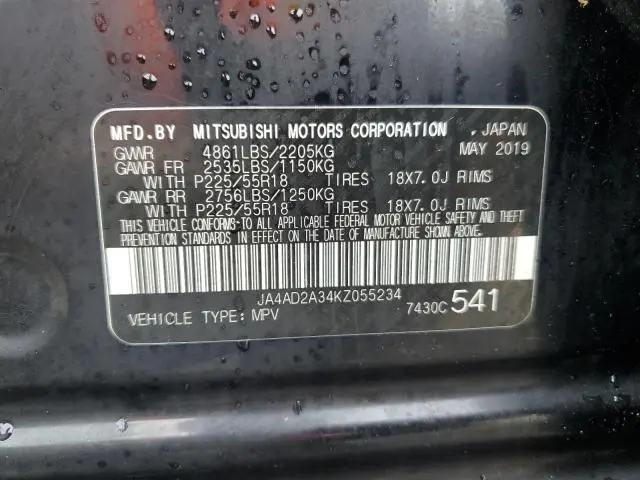 MFD.BY MITSUBISHI MOTORS CORPORATION . JAPAN
GVWR 4861LBS/2205KG MAY 2019
GAWR FR 2535LBS/1150KG
WITH P225/55R18 TIRES 18X7.0J RIMS
GAWR RR 2756LBS/1250KG
WITH P225/55R18 TIRES 18X7.0J RIMS
THIS VEHICLE CONFORMS-TO ALL APPLICABLE FEDERAL MOTOR VEHICLE SAFETY AND THEFT
PREVENTION STANDARDS IN EFFECT ON THE DATE OF MANUFACTURE SHOWN ABOVE.
JA4AD2A34KZ055234
VEHICLE TYPE: MPV 7430C 541